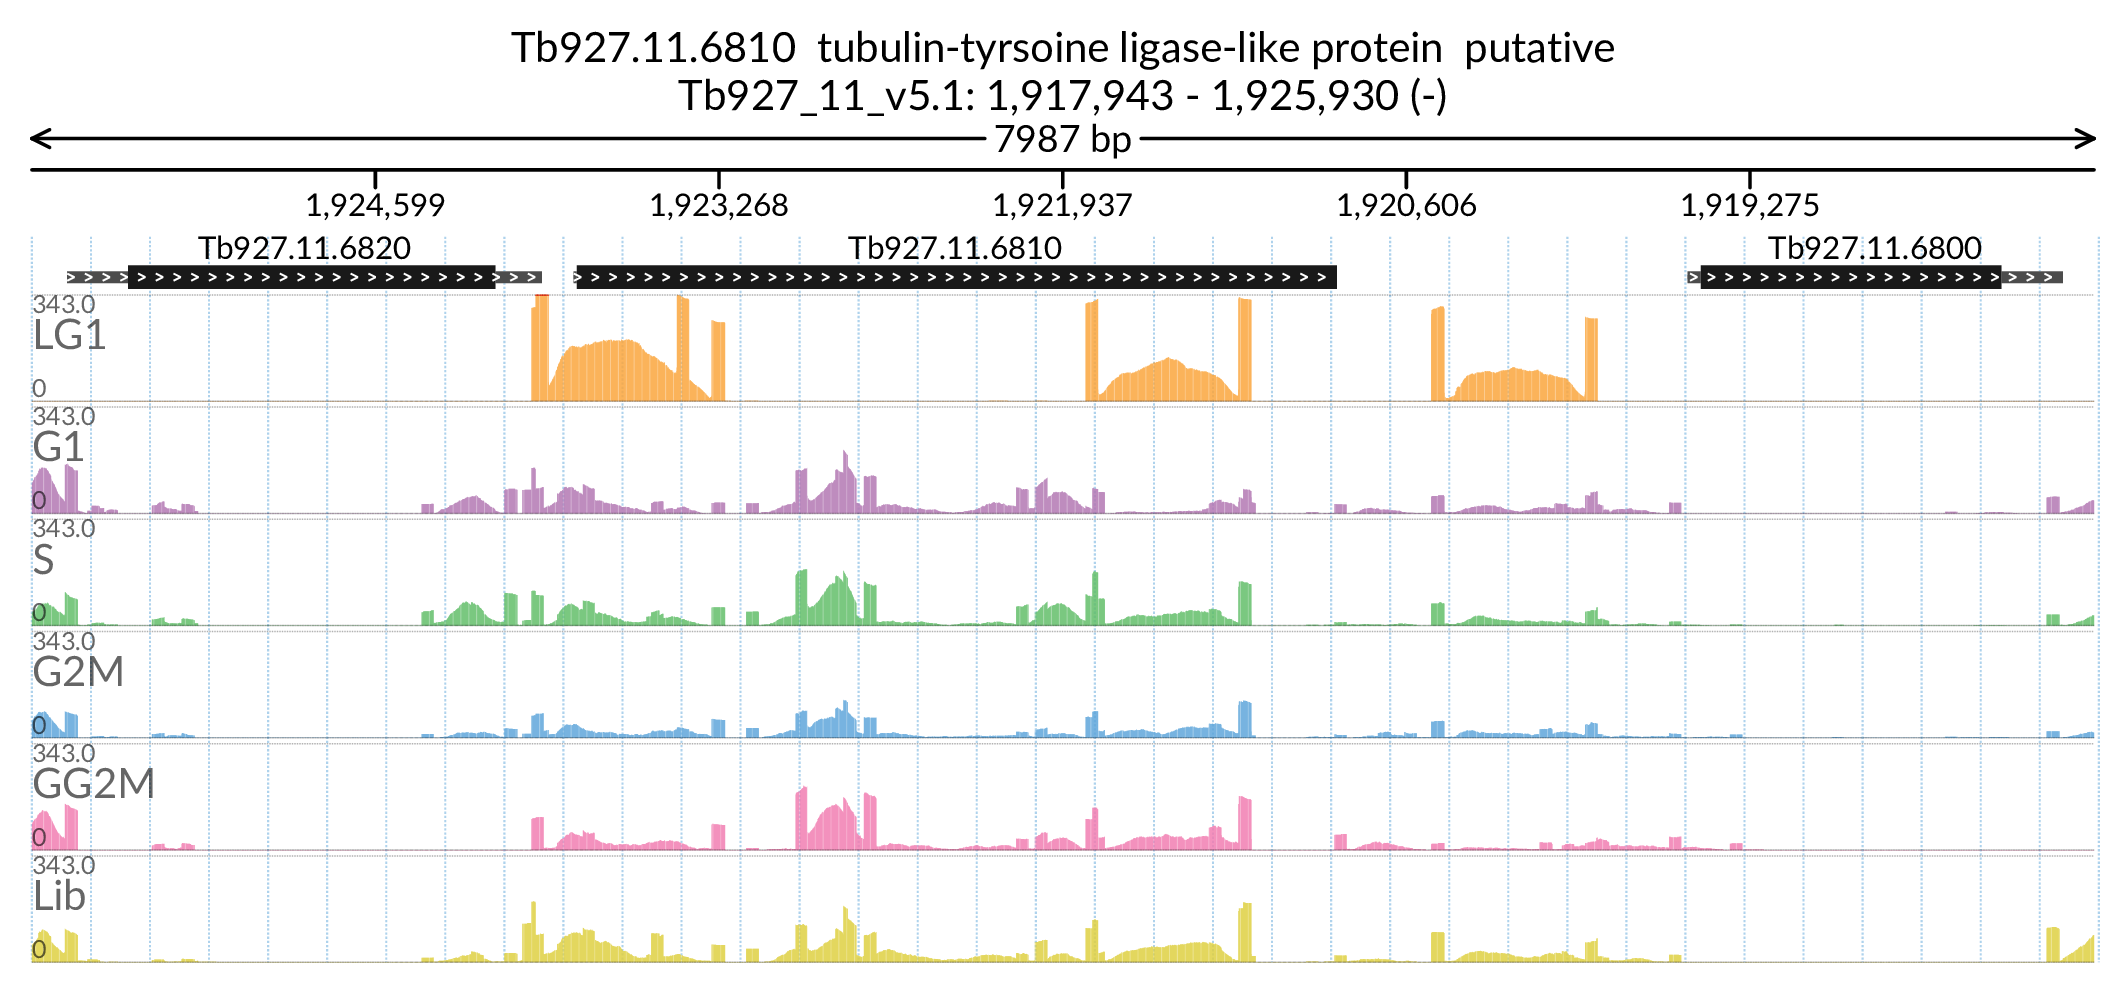 Tb927.11.6810  tubulin-tyrsoine ligase-like protein  putative
Tb927_11_v5.1: 1,917,943 - 1,925,930 (-)
7987 bp
1,924,599 1,923,268 1,921,937 1,920,606 1,919,275
Tb927.11.6820 Tb927.11.6810 Tb927.11.6800
343.0
LG1
0
343.0
G1
0
343.0
S
0
343.0
G2M
0
343.0
GG2M
0
343.0
Lib
0